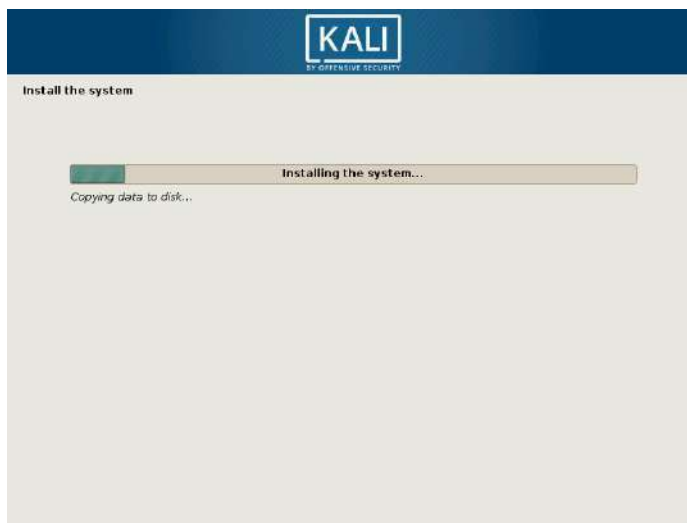 KALI
BY OFFENSIVE SECURITY
Install the system
Installing the system...
Copying data to disk...